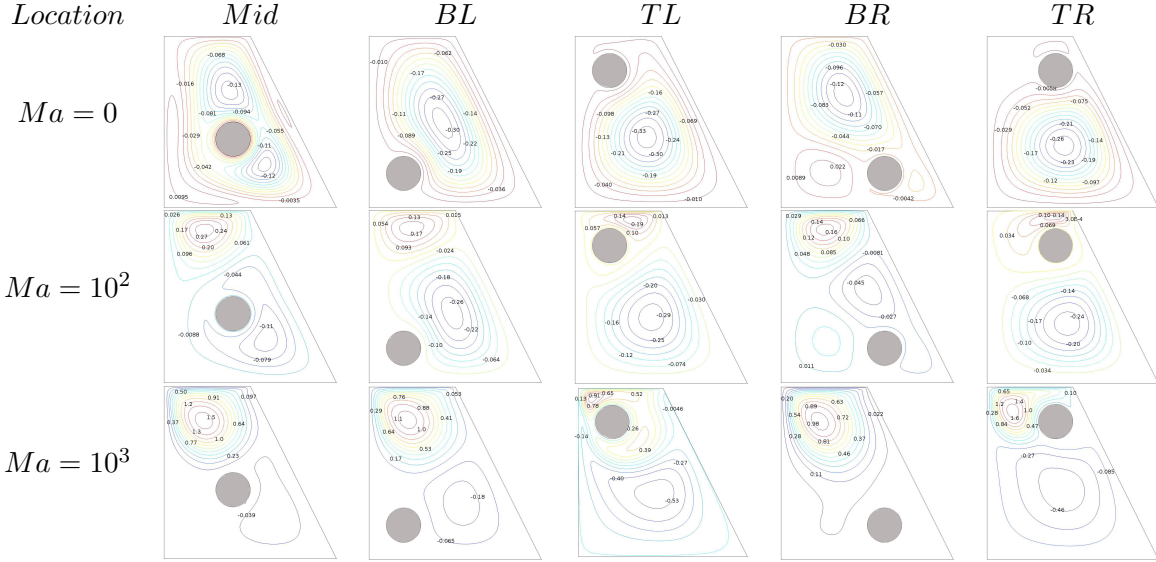 Location Mid BL TL BR TR
Ma = 0
-0.068 -0.016 -0.13 -0.081 -0.094 -0.029 -0.055 -0.11 -0.042 -0.12 0.0095 -0.0035
-0.062 -0.010 -0.17 -0.27 -0.11 -0.14 -0.30 -0.089 -0.22 -0.25 -0.19 -0.036
-0.16 -0.098 -0.27 -0.069 -0.33 -0.13 -0.24 -0.21 -0.30 -0.19 -0.040 -0.010
-0.030 -0.096 -0.12 -0.057 -0.083 -0.11 -0.070 -0.044 -0.017 0.022 0.0089 -0.0042
-0.0058 -0.075 -0.052 -0.21 -0.029 -0.26 -0.14 -0.17 -0.23 -0.19 -0.12 -0.097 -0.010
Ma = 10²
0.026 0.13 0.17 0.24 0.27 0.061 0.20 0.096 -0.044 -0.0088 -0.11 -0.079
0.015 0.054 0.13 0.17 0.093 -0.024 -0.18 -0.26 -0.14 -0.22 -0.10 -0.064
0.14 0.013 0.19 0.057 0.10 -0.20 -0.030 -0.29 -0.16 -0.25 -0.12 -0.074
0.029 0.14 0.066 0.16 0.12 0.10 0.048 0.085 -0.0081 -0.045 -0.027 0.011
0.10 0.14 3.0E-4 0.069 0.034 -0.14 -0.068 -0.17 -0.24 -0.10 -0.20 -0.034
Ma = 10³
0.50 0.91 0.097 1.2 1.5 0.37 0.64 1.3 1.0 0.77 0.23 -0.039
0.053 0.76 0.29 0.88 1.1 0.41 0.64 1.0 0.53 0.17 -0.18 -0.065
0.13 0.91 0.65 0.52 0.78 -0.0046 0.26 -0.14 0.39 -0.27 -0.40 -0.53
0.20 0.63 0.89 0.54 0.72 0.022 0.98 0.28 0.81 0.37 0.46 0.11
0.65 0.10 1.2 1.4 0.28 1.0 1.6 0.84 0.47 0.27 -0.085 -0.46